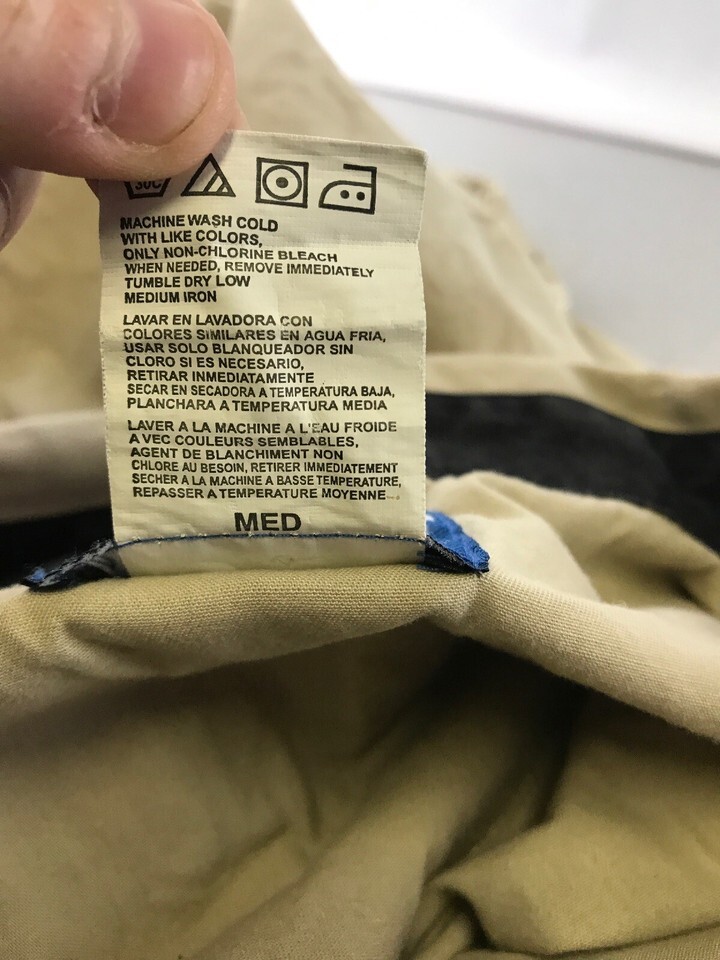 30C
MACHINE WASH COLD
WITH LIKE COLORS,
ONLY NON-CHLORINE BLEACH
WHEN NEEDED, REMOVE IMMEDIATELY
TUMBLE DRY LOW
MEDIUM IRON
LAVAR EN LAVADORA CON
COLORES SIMILARES EN AGUA FRIA,
USAR SOLO BLANQUEADOR SIN
CLORO SI ES NECESARIO,
RETIRAR INMEDIATAMENTE
SECAR EN SECADORA A TEMPERATURA BAJA,
PLANCHAR A TEMPERATURA MEDIA
LAVER A LA MACHINE A L'EAU FROIDE
A VEC COULEURS SEMBLABLES,
AGENT DE BLANCHIMENT NON
CHLORE AU BESOIN, RETIRER IMMEDIATEMENT
SECHER À LA MACHINE A BASSE TEMPERATURE,
REPASSER A TEMPERATURE MOYENNE
MED